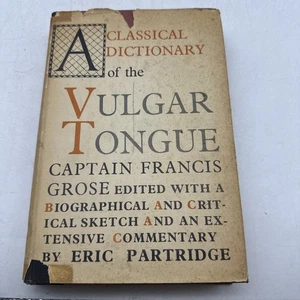 A CLASSICAL
DICTIONARY
of the
VULGAR
TONGUE
CAPTAIN FRANCIS
GROSE EDITED WITH A
BIOGRAPHICAL AND CRIT-
ICAL SKETCH AND AN EX-
TENSIVE COMMENTARY
BY ERIC PARTRIDGE